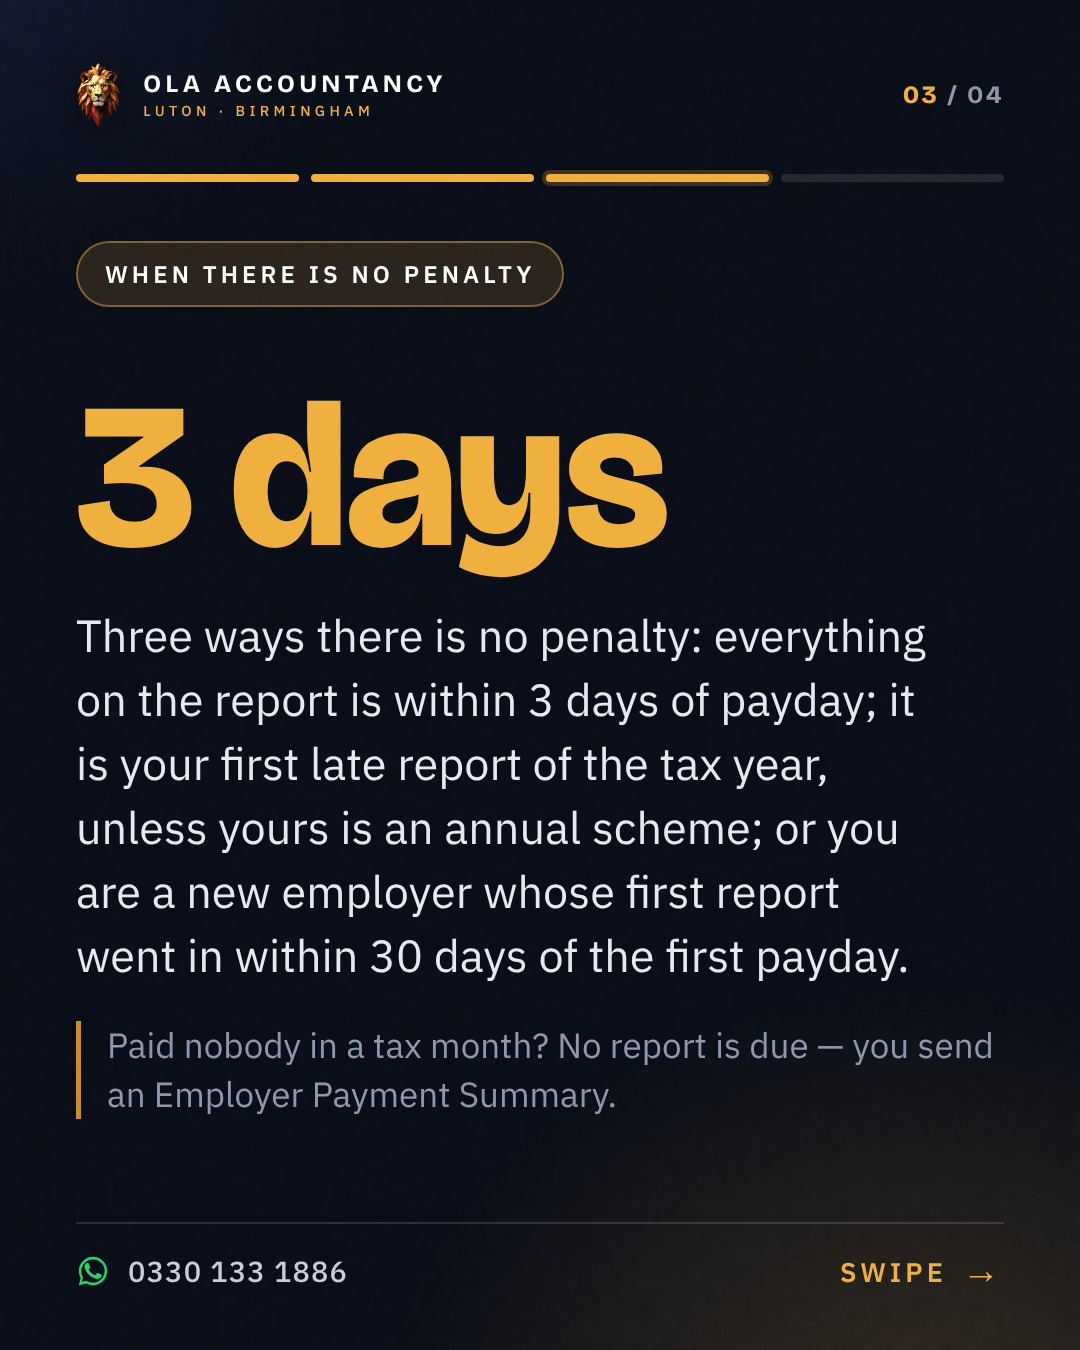 OLA ACCOUNTANCY
LUTON · BIRMINGHAM
03 / 04
WHEN THERE IS NO PENALTY
3 days
Three ways there is no penalty: everything
on the report is within 3 days of payday; it
is your first late report of the tax year,
unless yours is an annual scheme; or you
are a new employer whose first report
went in within 30 days of the first payday.
Paid nobody in a tax month? No report is due — you send
an Employer Payment Summary.
0330 133 1886
SWIPE →